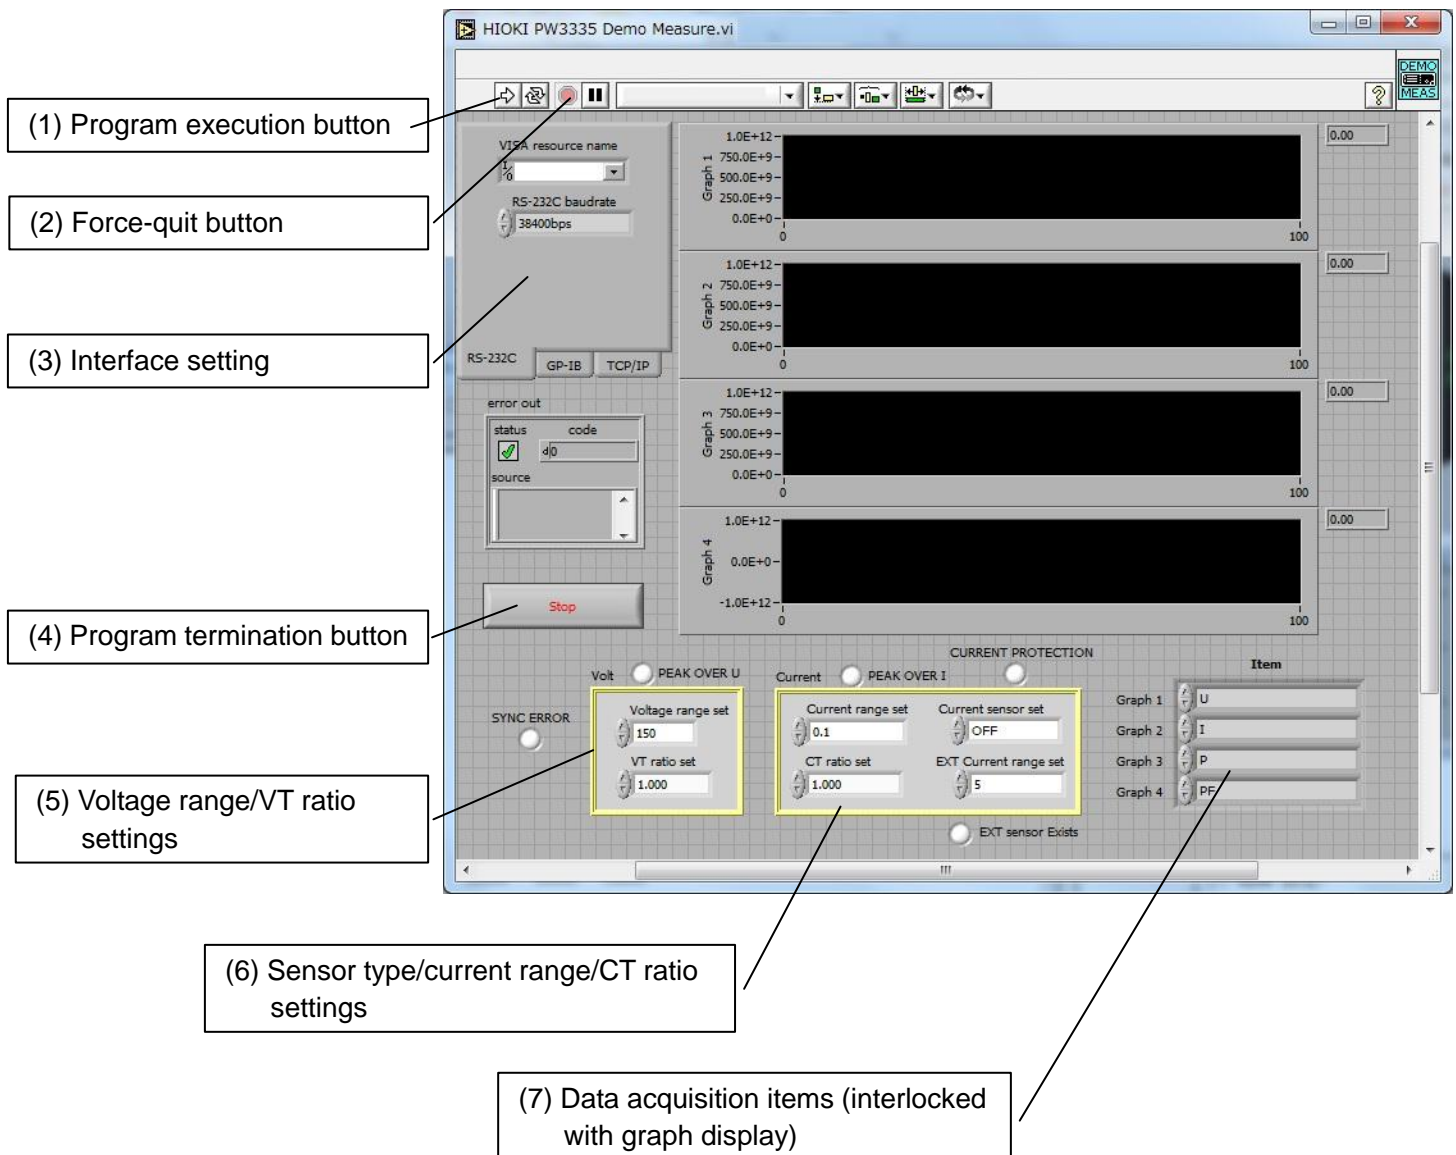 HIOKI PW3335 Demo Measure.vi
DEMO
MEAS
?
(1) Program execution button
(2) Force-quit button
(3) Interface setting
VISA resource name
I/0
RS-232C baudrate
38400bps
RS-232C GP-IB TCP/IP
error out
status code
d 0
source
Stop
(4) Program termination button
Graph 1
1.0E+12
750.0E+9
500.0E+9
250.0E+9
0.0E+0
0 100
0.00
Graph 2
1.0E+12
750.0E+9
500.0E+9
250.0E+9
0.0E+0
0 100
0.00
Graph 3
1.0E+12
750.0E+9
500.0E+9
250.0E+9
0.0E+0
0 100
0.00
Graph 4
1.0E+12
0.0E+0
-1.0E+12
0 100
0.00
SYNC ERROR
Volt PEAK OVER U
Voltage range set
150
VT ratio set
1.000
Current PEAK OVER I
CURRENT PROTECTION
Current range set Current sensor set
0.1 OFF
CT ratio set EXT Current range set
1.000 5
EXT sensor Exists
Item
Graph 1 U
Graph 2 I
Graph 3 P
Graph 4 PF
(5) Voltage range/VT ratio
settings
(6) Sensor type/current range/CT ratio
settings
(7) Data acquisition items (interlocked
with graph display)